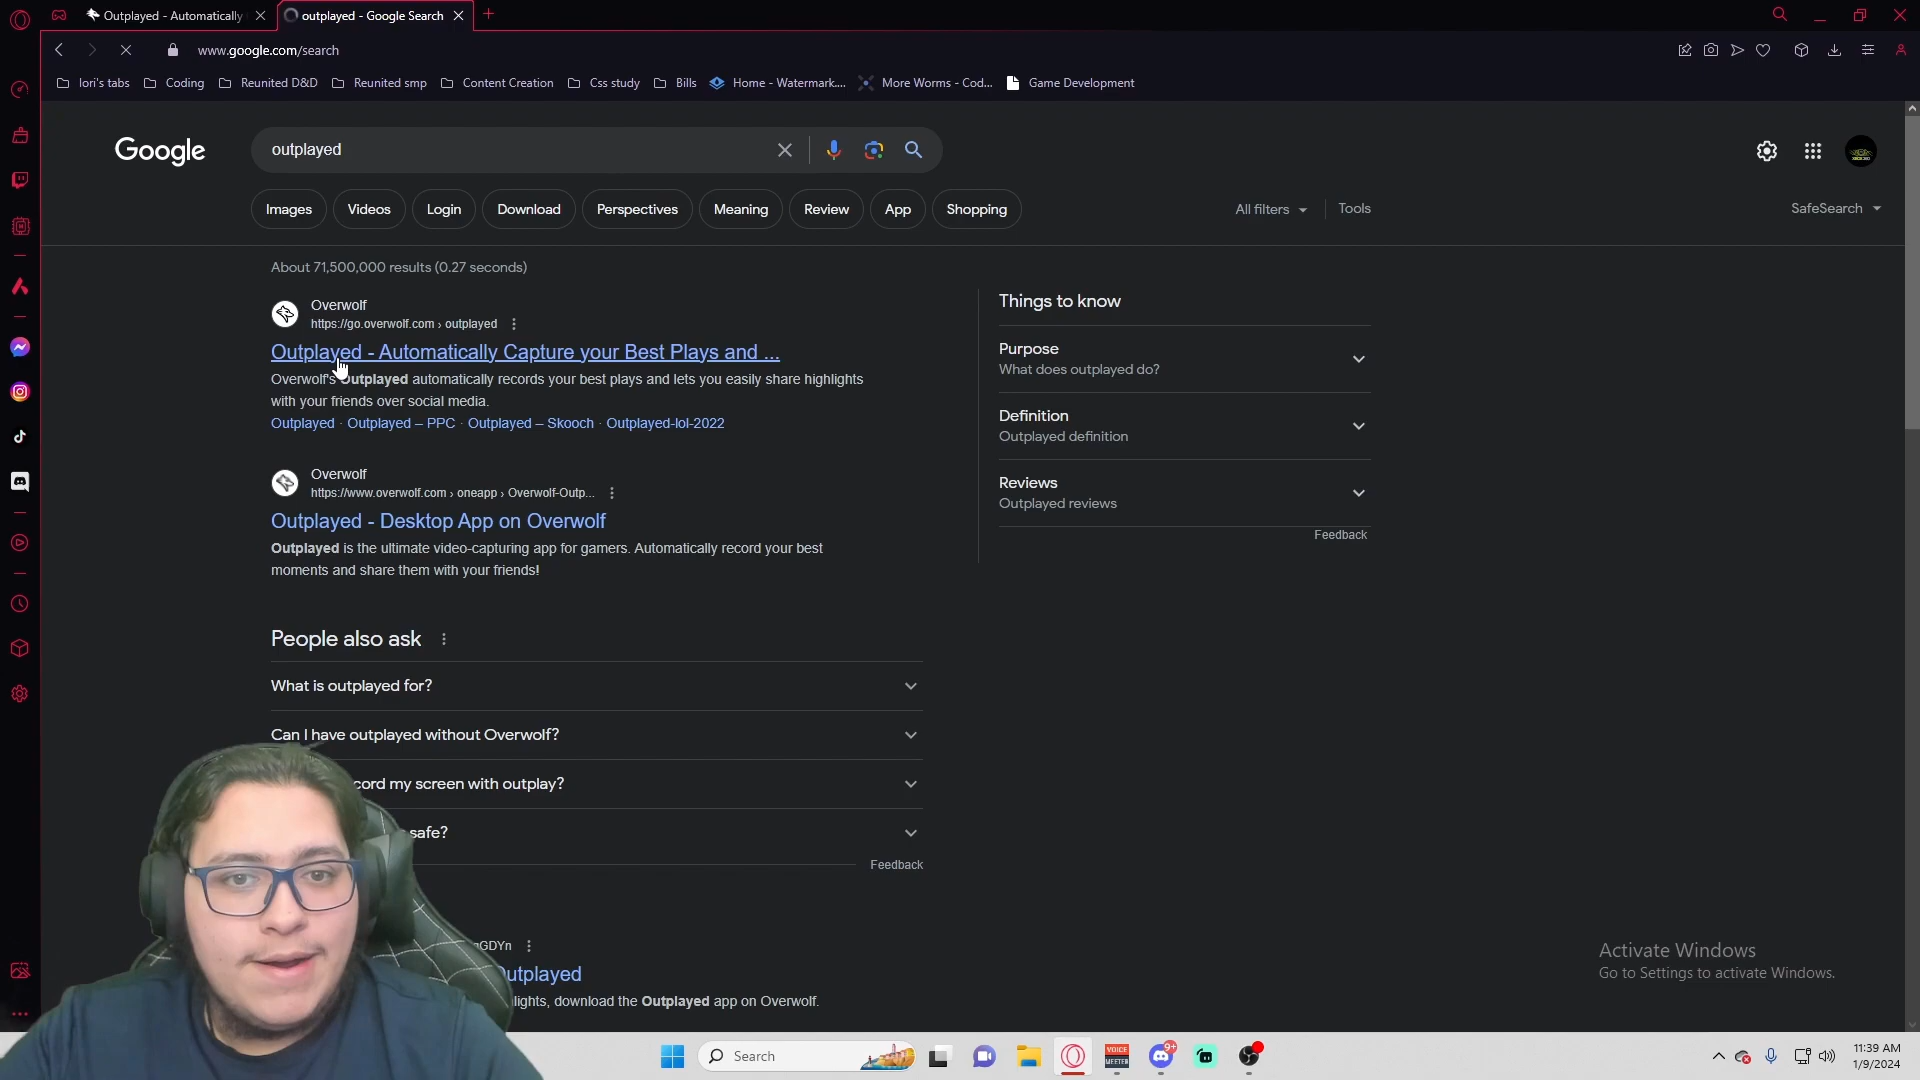 Outplayed - Automatically
outplayed - Google Search
www.google.com/search
lori's tabs
Coding
Reunited D&D
Reunited smp
Content Creation
Css study
Bills
Home - Watermark....
More Worms - Cod...
Game Development
Google
outplayed
Images
Videos
Login
Download
Perspectives
Meaning
Review
App
Shopping
All filters
Tools
SafeSearch
About 71,500,000 results (0.27 seconds)
Overwolf
https://go.overwolf.com › outplayed
Outplayed - Automatically Capture your Best Plays and ...
Overwolf's Outplayed automatically records your best plays and lets you easily share highlights
with your friends over social media.
Outplayed · Outplayed – PPC · Outplayed – Skooch · Outplayed-lol-2022
Overwolf
https://www.overwolf.com › oneapp › Overwolf-Outp...
Outplayed - Desktop App on Overwolf
Outplayed is the ultimate video-capturing app for gamers. Automatically record your best
moments and share them with your friends!
People also ask
What is outplayed for?
Can I have outplayed without Overwolf?
cord my screen with outplay?
safe?
Feedback
gGDYn
Outplayed
lights, download the Outplayed app on Overwolf.
Things to know
Purpose
What does outplayed do?
Definition
Outplayed definition
Reviews
Outplayed reviews
Feedback
Activate Windows
Go to Settings to activate Windows.
Search
VOICE
MEETER
9+
11:39 AM
1/9/2024